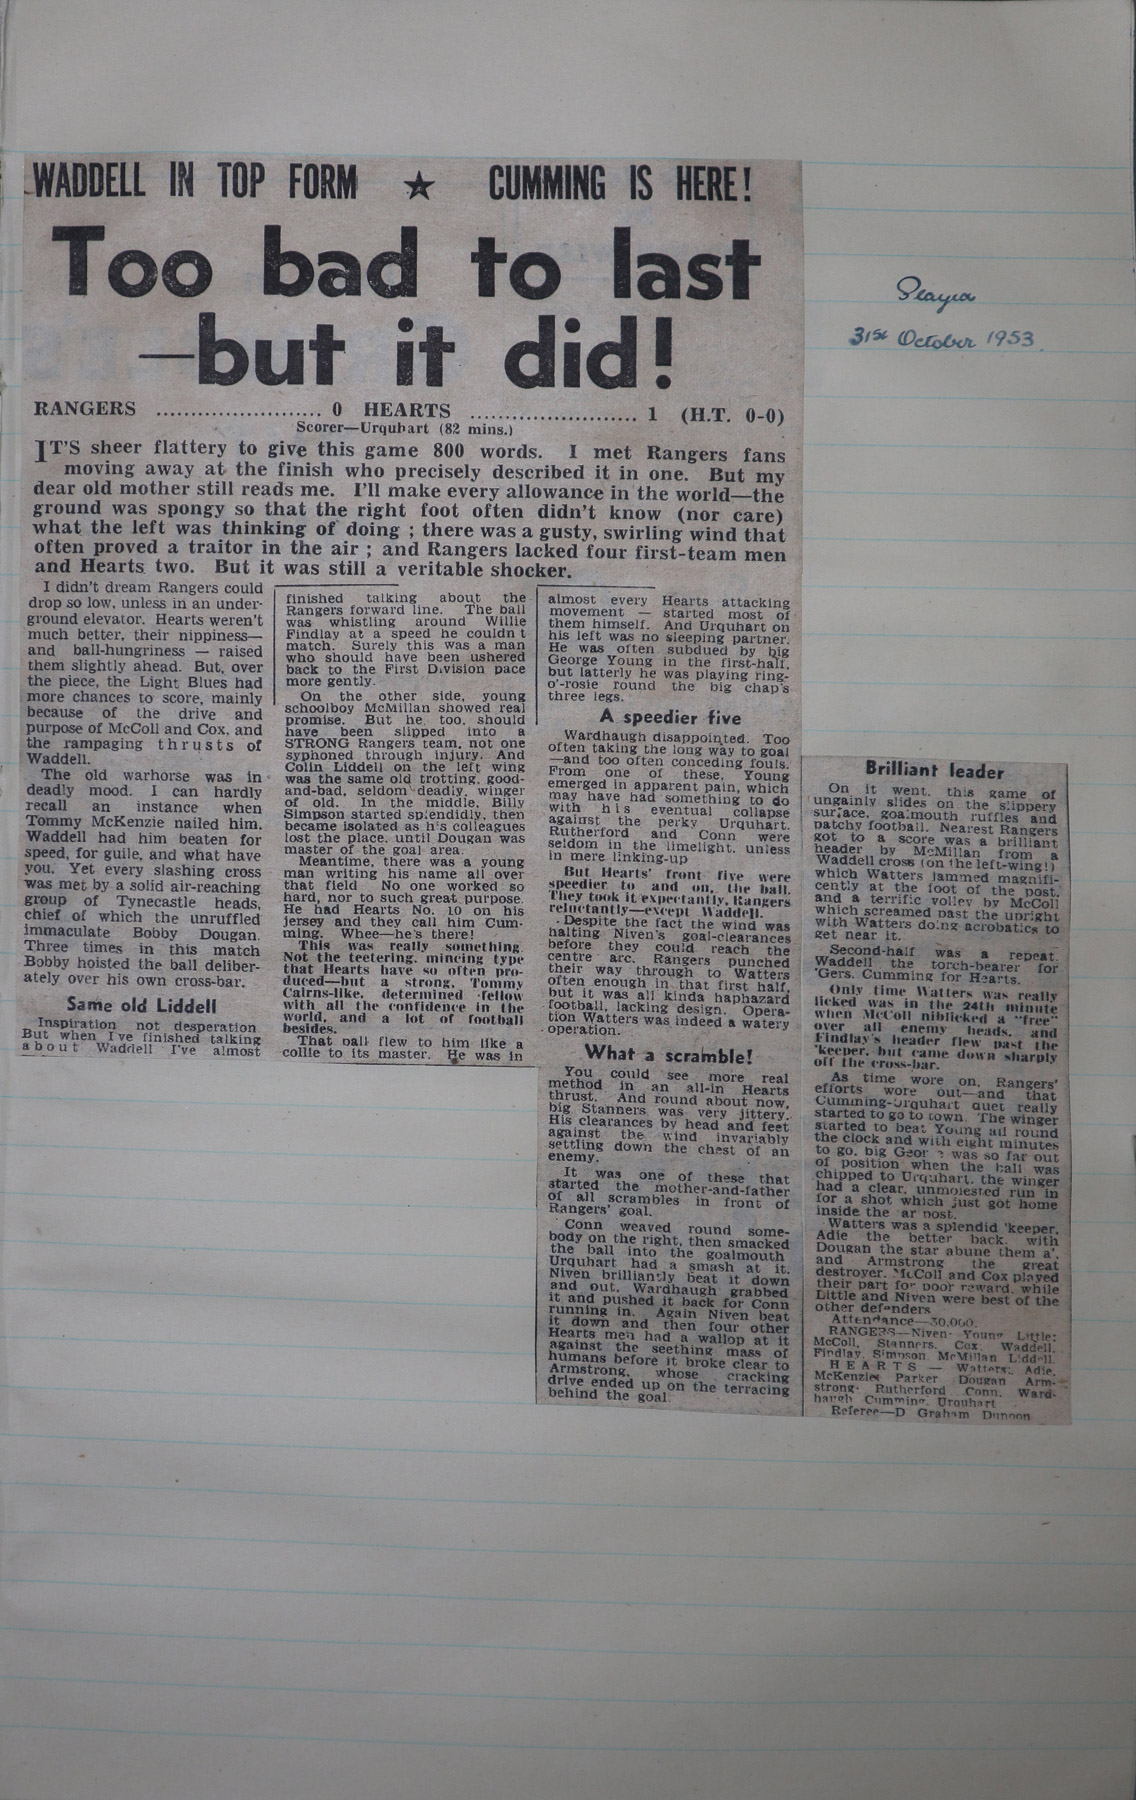 WADDELL IN TOP FORM ★ CUMMING IS HERE!
Too bad to last
—but it did!
RANGERS ........................ 0 HEARTS ........................ 1 (H.T. 0-0)
Scorer—Urquhart (82 mins.)
IT'S sheer flattery to give this game 800 words. I met Rangers fans
moving away at the finish who precisely described it in one. But my
dear old mother still reads me. I'll make every allowance in the world—the
ground was spongy so that the right foot often didn't know (nor care)
what the left was thinking of doing ; there was a gusty, swirling wind that
often proved a traitor in the air ; and Rangers lacked four first-team men
and Hearts two. But it was still a veritable shocker.
I didn't dream Rangers could
drop so low, unless in an under-
ground elevator. Hearts weren't
much better, their nippiness—
and ball-hungriness — raised
them slightly ahead. But, over
the piece, the Light Blues had
more chances to score, mainly
because of the drive and
purpose of McColl and Cox, and
the rampaging thrusts of
Waddell.
The old warhorse was in
deadly mood. I can hardly
recall an instance when
Tommy McKenzie nailed him.
Waddell had him beaten for
speed, for guile, and what have
you. Yet every slashing cross
was met by a solid air-reaching
group of Tynecastle heads,
chief of which the unruffled
immaculate Bobby Dougan.
Three times in this match
Bobby hoisted the ball deliber-
ately over his own cross-bar.
Same old Liddell
Inspiration not desperation
But when I've finished talking
about Waddell I've almost
finished talking about the
Rangers forward line. The ball
was whistling around Willie
Findlay at a speed he couldn t
match. Surely this was a man
who should have been ushered
back to the First Division pace
more gently.
On the other side, young
schoolboy McMillan showed real
promise. But he, too, should
have been slipped into a
STRONG Rangers team, not one
syphoned through injury. And
Colin Liddell on the left wing
was the same old trotting, good-
and-bad, seldom deadly, winger
of old. In the middle, Billy
Simpson started splendidly, then
became isolated as h's colleagues
lost the place, until Dougan was
master of the goal area.
Meantime, there was a young
man writing his name all over
that field No one worked so
hard, nor to such great purpose.
He had Hearts No. 10 on his
jersey and they call him Cum-
ming. Whee—he's there!
This was really something.
Not the teetering, mincing type
that Hearts have so often pro-
duced—but a strong, Tommy
Cairns-like, determined fellow
with all the confidence in the
world, and a lot of football
besides.
That ball flew to him like a
collie to its master. He was in
almost every Hearts attacking
movement — started most of
them himself. And Urquhart on
his left was no sleeping partner.
He was often subdued by big
George Young in the first-half,
but latterly he was playing ring-
o'-rosie round the big chap's
three legs.
A speedier five
Wardhaugh disappointed. Too
often taking the long way to goal
—and too often conceding fouls.
From one of these, Young
emerged in apparent pain, which
may have had something to do
with his eventual collapse
against the perky Urquhart.
Rutherford and Conn were
seldom in the limelight, unless
in mere linking-up
But Hearts' front five were
speedier to and on, the ball.
They took it expectantly, Rangers
reluctantly—except Waddell.
Despite the fact the wind was
halting Niven's goal-clearances
before they could reach the
centre arc, Rangers punched
their way through to Watters
often enough in that first half,
but it was all kinda haphazard
football, lacking design. Opera-
tion Watters was indeed a watery
operation.
What a scramble!
You could see more real
method in an all-in Hearts
thrust. And round about now,
big Stanners was very jittery.
His clearances by head and feet
against the wind invariably
settling down the chest of an
enemy.
It was one of these that
started the mother-and-father
of all scrambles in front of
Rangers' goal.
Conn weaved round some-
body on the right, then smacked
the ball into the goalmouth
Urquhart had a smash at it.
Niven brilliantly beat it down
and out. Wardhaugh grabbed
it and pushed it back for Conn
running in. Again Niven beat
it down and then four other
Hearts men had a wallop at it
against the seething mass of
humans before it broke clear to
Armstrong, whose cracking
drive ended up on the terracing
behind the goal.
Played
31st October 1953.
Brilliant leader
On it went, this game of
ungainly slides on the slippery
surface, goalmouth ruffles and
patchy football. Nearest Rangers
got to a score was a brilliant
header by McMillan from a
Waddell cross (on the left-wing!)
which Watters jammed magnifi-
cently at the foot of the post,
and a terrific volley by McColl
which screamed past the upright
with Watters doing acrobatics to
get near it.
Second-half was a repeat.
Waddell the torch-bearer for
'Gers. Cumming for Hearts.
Only time Watters was really
licked was in the 24th minute
when McColl niblicked a "free"
over all enemy heads, and
Findlay's header flew past the
'keeper, but came down sharply
off the cross-bar.
As time wore on, Rangers'
efforts wore out—and that
Cumming-Urquhart duet really
started to go to town. The winger
started to beat Young all round
the clock and with eight minutes
to go, big Geor was so far out
of position when the ball was
chipped to Urquhart, the winger
had a clear, unmolested run in
for a shot which just got home
inside the ar post.
Watters was a splendid 'keeper,
Adie the better back, with
Dougan the star abune them a',
and Armstrong the great
destroyer. McColl and Cox played
their part for poor reward, while
Little and Niven were best of the
other defenders
Attendance—30,000.
RANGERS—Niven; Young Little;
McColl, Stanners, Cox, Waddell,
Findlay, Simpson, McMillan Liddell.
HEARTS — Watters; Adie,
McKenzie; Parker Dougan Arm-
strong; Rutherford Conn, Ward-
haugh Cumming, Urquhart
Referee—D Graham Dunoon